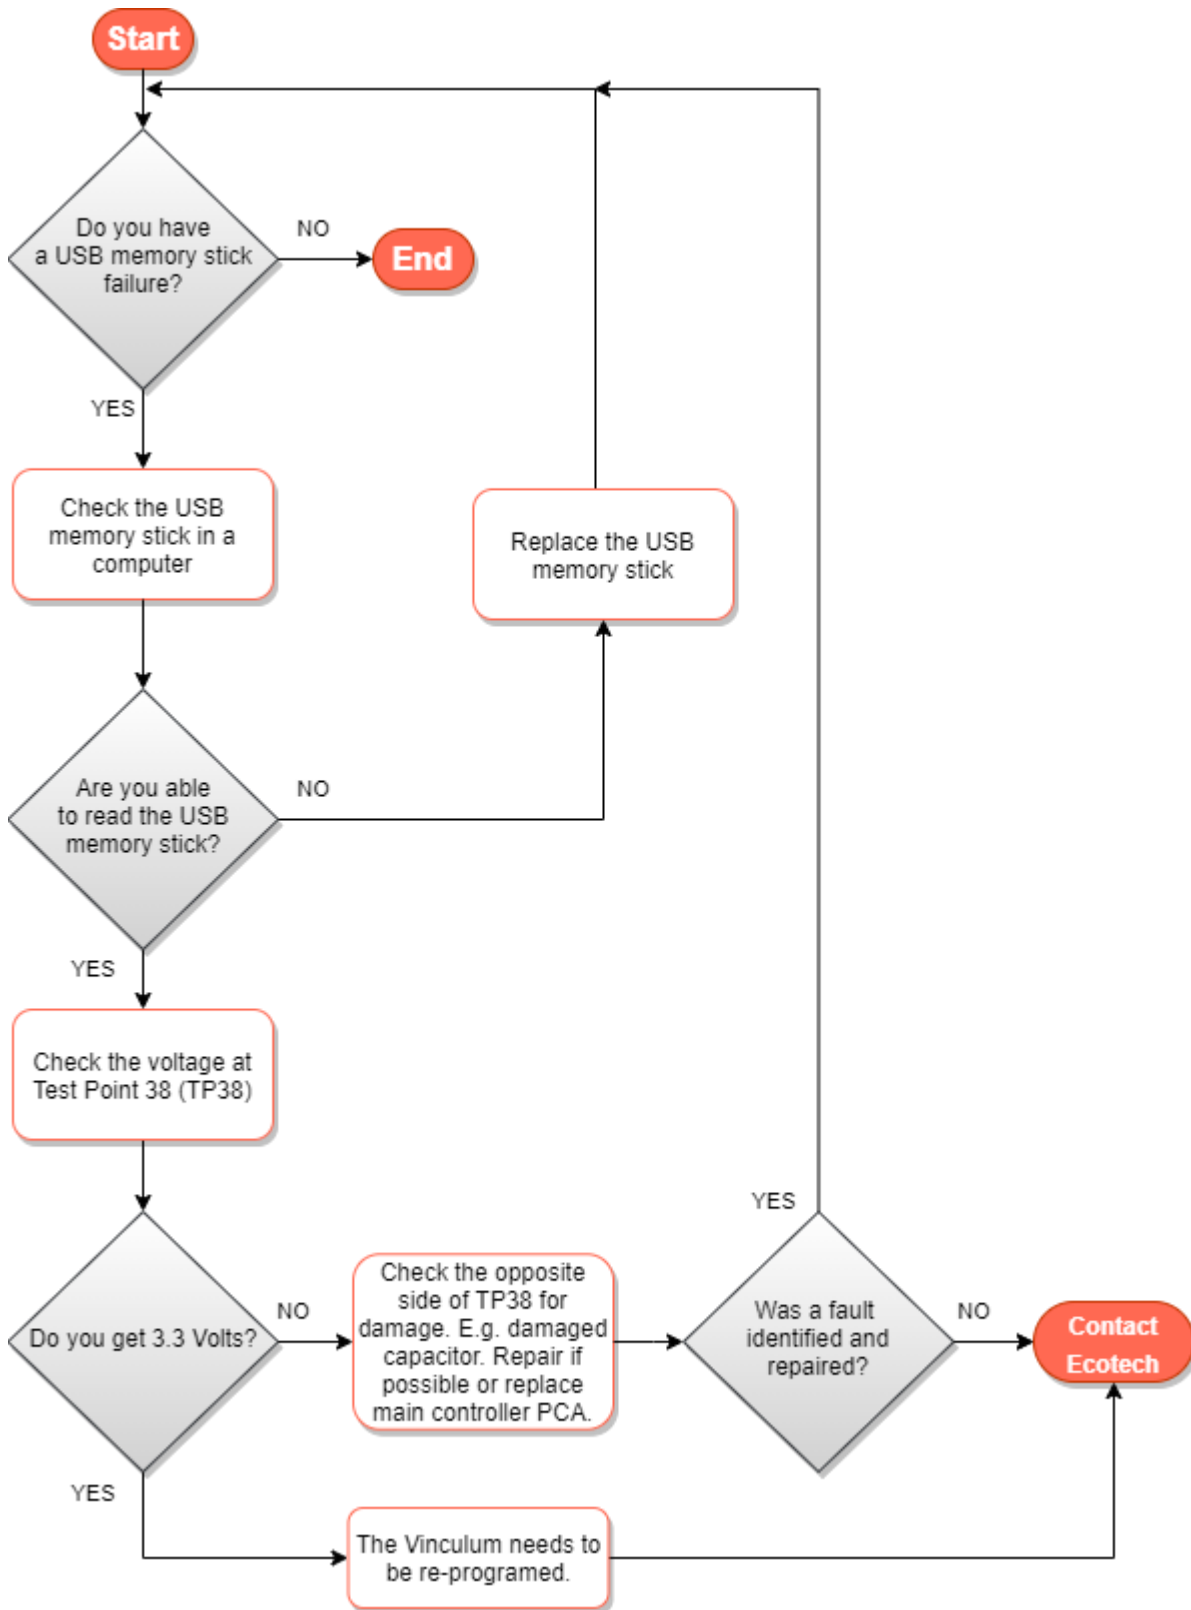 Start
Do you have
a USB memory stick
failure?
NO
End
YES
Check the USB
memory stick in a
computer
Replace the USB
memory stick
Are you able
to read the USB
memory stick?
NO
YES
Check the voltage at
Test Point 38 (TP38)
Do you get 3.3 Volts?
NO
Check the opposite
side of TP38 for
damage. E.g. damaged
capacitor. Repair if
possible or replace
main controller PCA.
YES
Was a fault
identified and
repaired?
NO
Contact
Ecotech
YES
The Vinculum needs to
be re-programed.